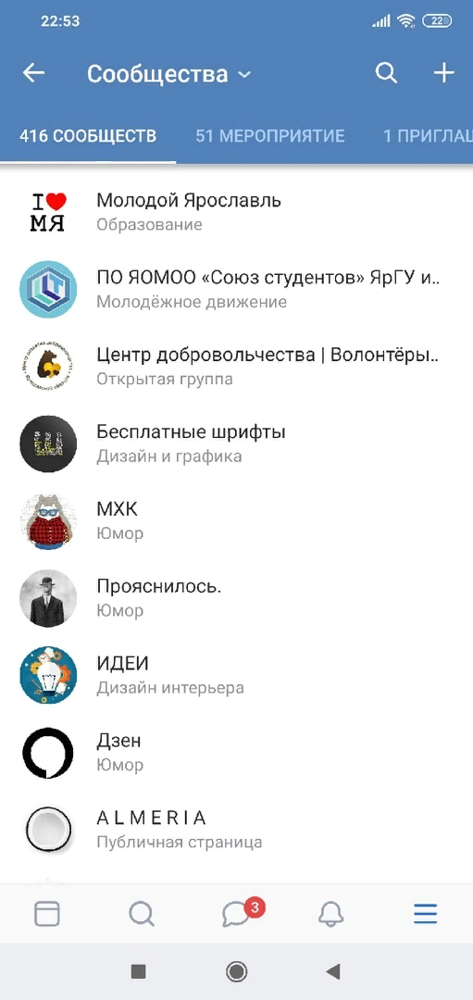 22:53
22
Сообщества
416 СООБЩЕСТВ
51 МЕРОПРИЯТИЕ
1 ПРИГЛАШ
I МЯ
Молодой Ярославль
Образование
ПО ЯОМОО «Союз студентов» ЯрГУ и..
Молодёжное движение
Центр добровольчества | Волонтёры..
Открытая группа
Бесплатные шрифты
Дизайн и графика
МХК
Юмор
Прояснилось.
Юмор
ИДЕИ
Дизайн интерьера
Дзен
Юмор
A L M E R I A
Публичная страница
3